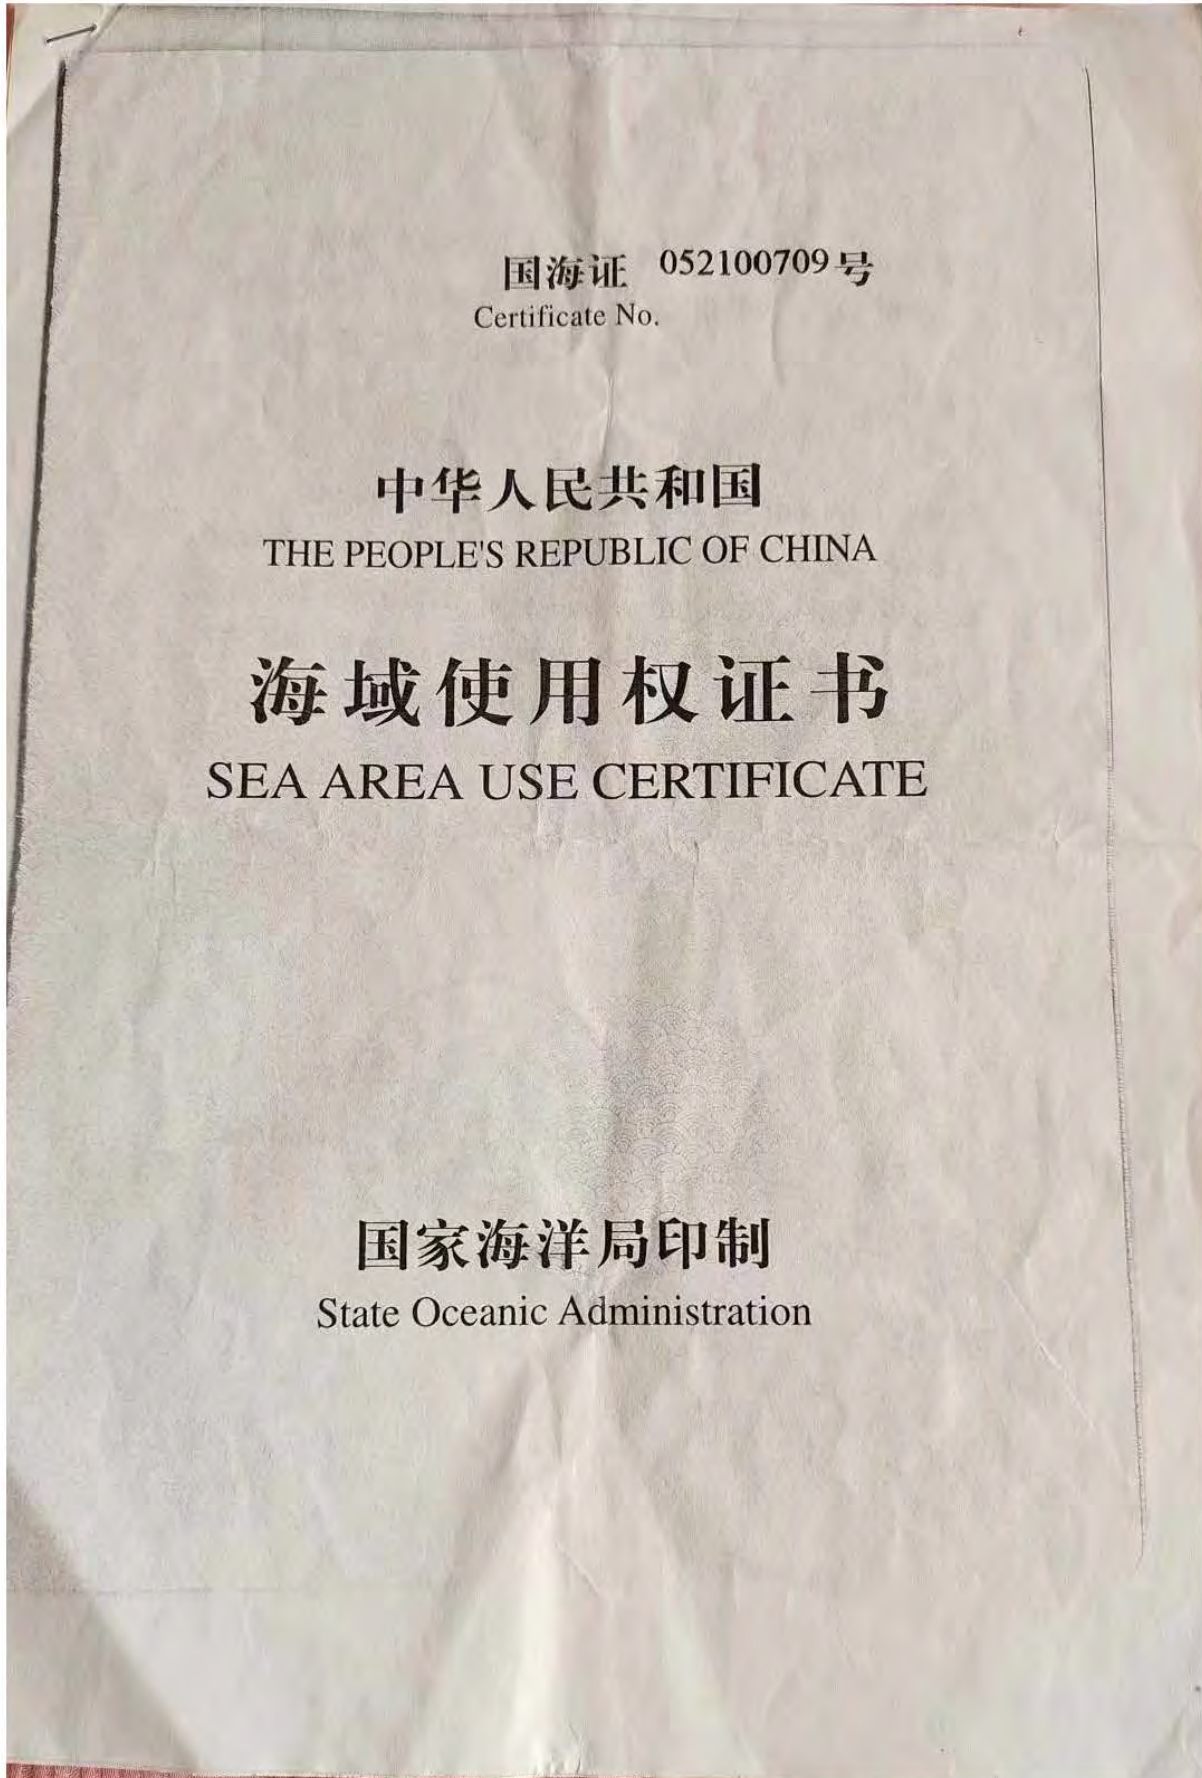 国海证 052100709号
Certificate No.
中华人民共和国
THE PEOPLE'S REPUBLIC OF CHINA
海域使用权证书
SEA AREA USE CERTIFICATE
国家海洋局印制
State Oceanic Administration